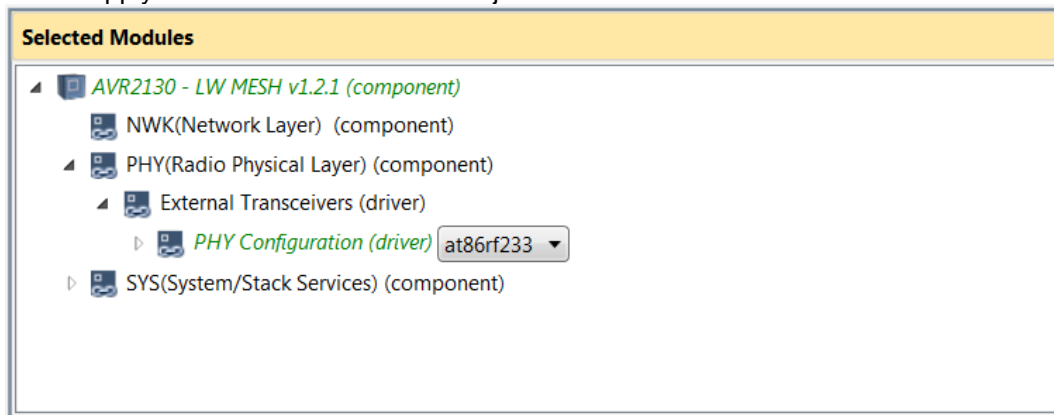 Selected Modules
AVR2130 - LW MESH v1.2.1 (component)
NWK(Network Layer) (component)
PHY(Radio Physical Layer) (component)
External Transceivers (driver)
PHY Configuration (driver) at86rf233
SYS(System/Stack Services) (component)